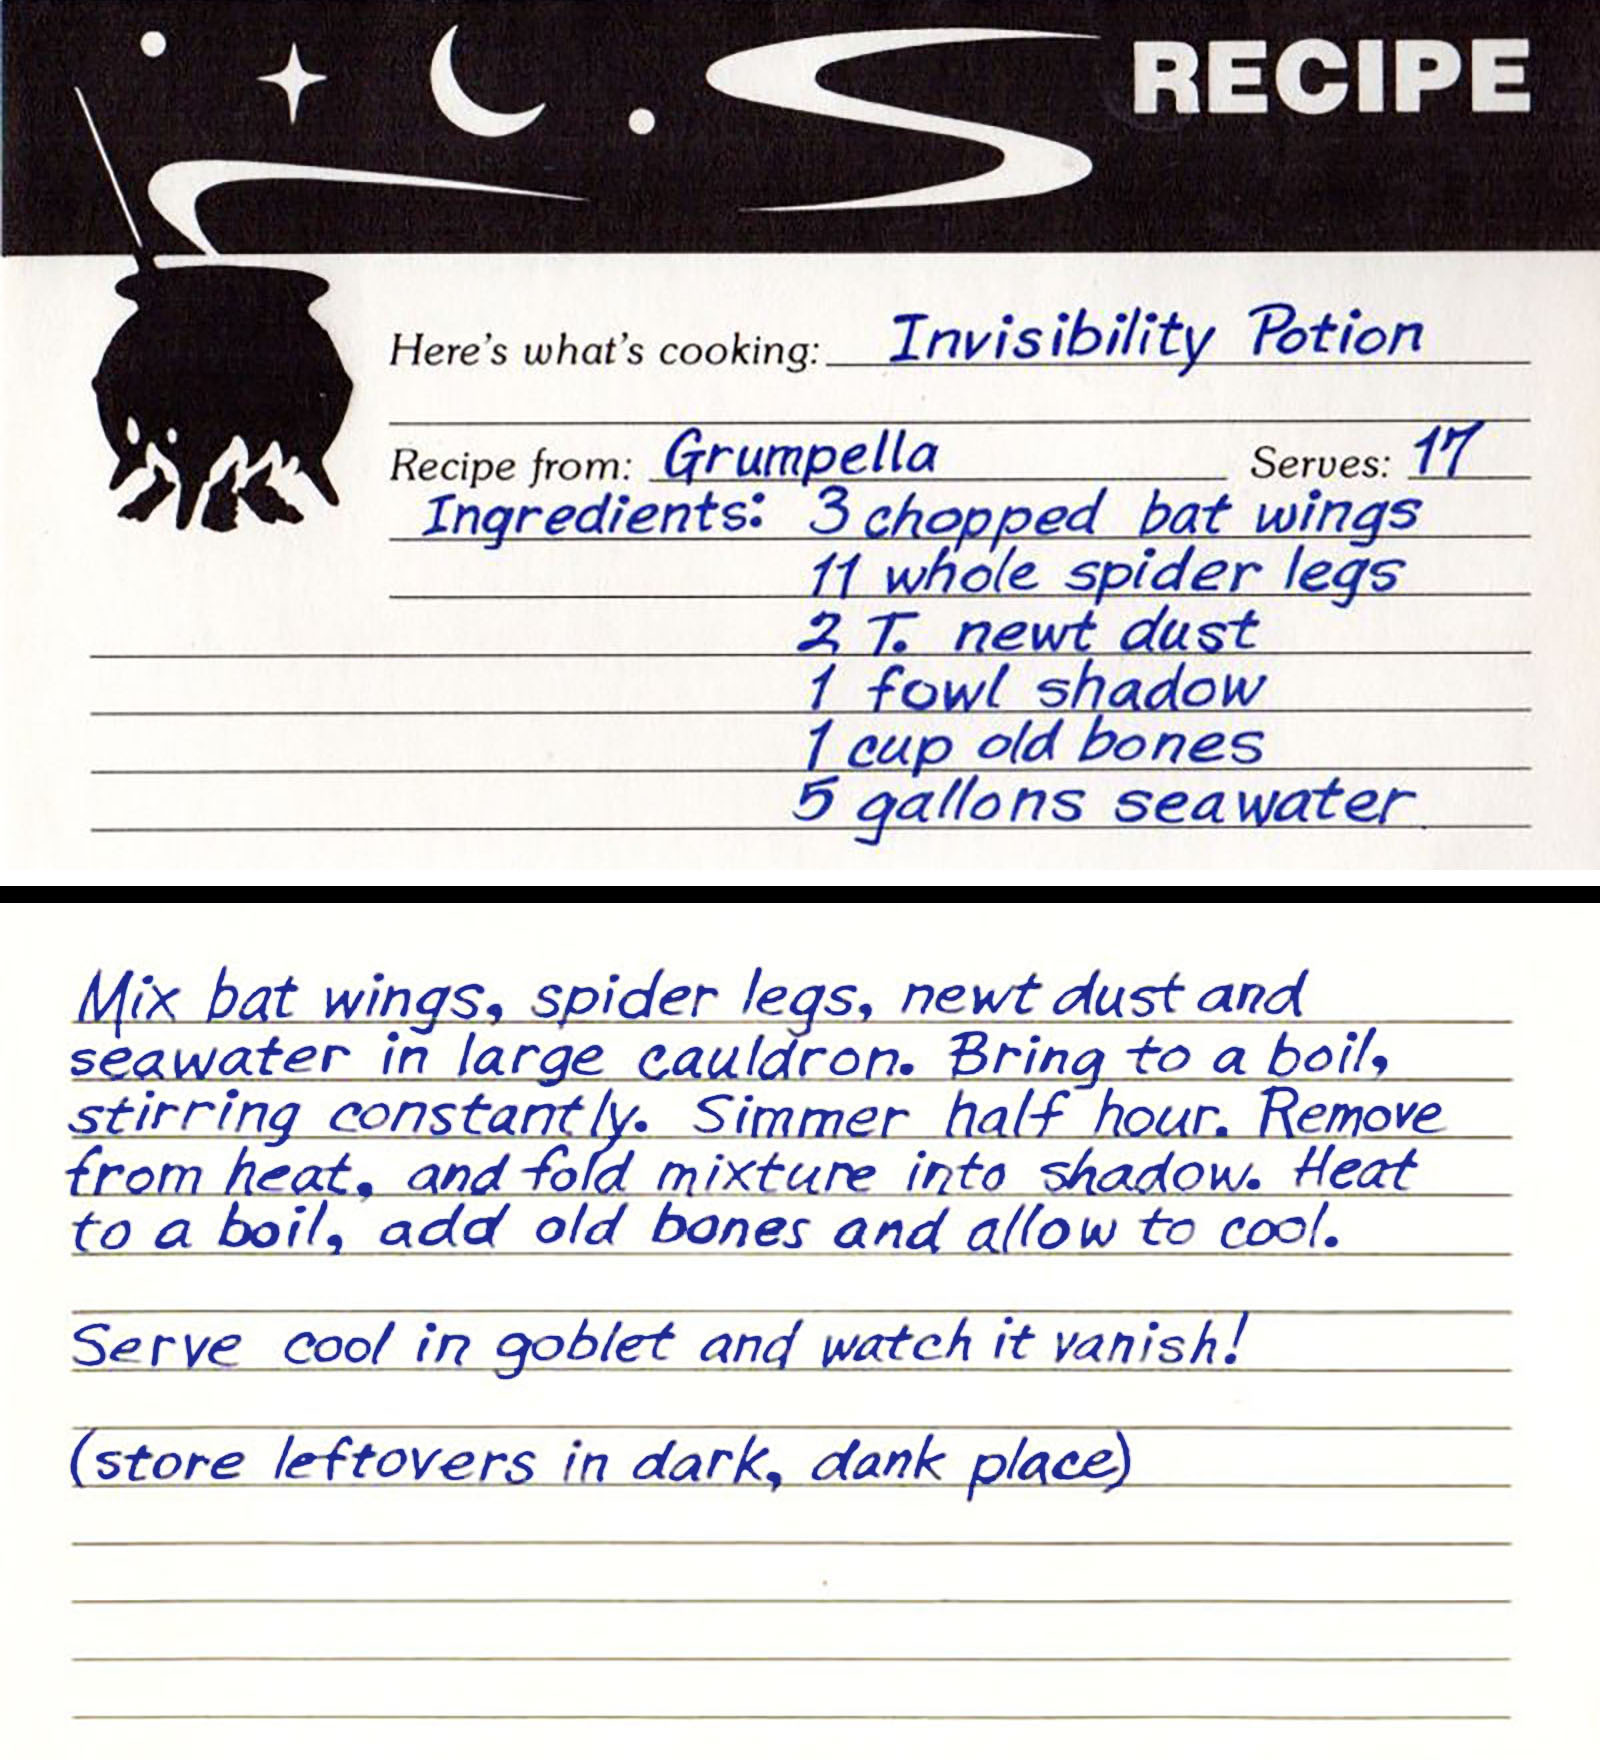 RECIPE
Here's what's cooking: Invisibility Potion
Recipe from: Grumpella Serves: 17
Ingredients: 3 chopped bat wings
11 whole spider legs
2 T. newt dust
1 fowl shadow
1 cup old bones
5 gallons seawater
Mix bat wings, spider legs, newt dust and
seawater in large cauldron. Bring to a boil,
stirring constantly. Simmer half hour. Remove
from heat, and fold mixture into shadow. Heat
to a boil, add old bones and allow to cool.
Serve cool in goblet and watch it vanish!
(store leftovers in dark, dank place)